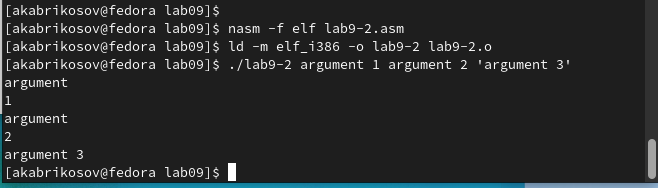 [akabrikosov@fedora lab09]$
[akabrikosov@fedora lab09]$ nasm -f elf lab9-2.asm
[akabrikosov@fedora lab09]$ ld -m elf_i386 -o lab9-2 lab9-2.o
[akabrikosov@fedora lab09]$ ./lab9-2 argument 1 argument 2 'argument 3'
argument
1
argument
2
argument 3
[akabrikosov@fedora lab09]$